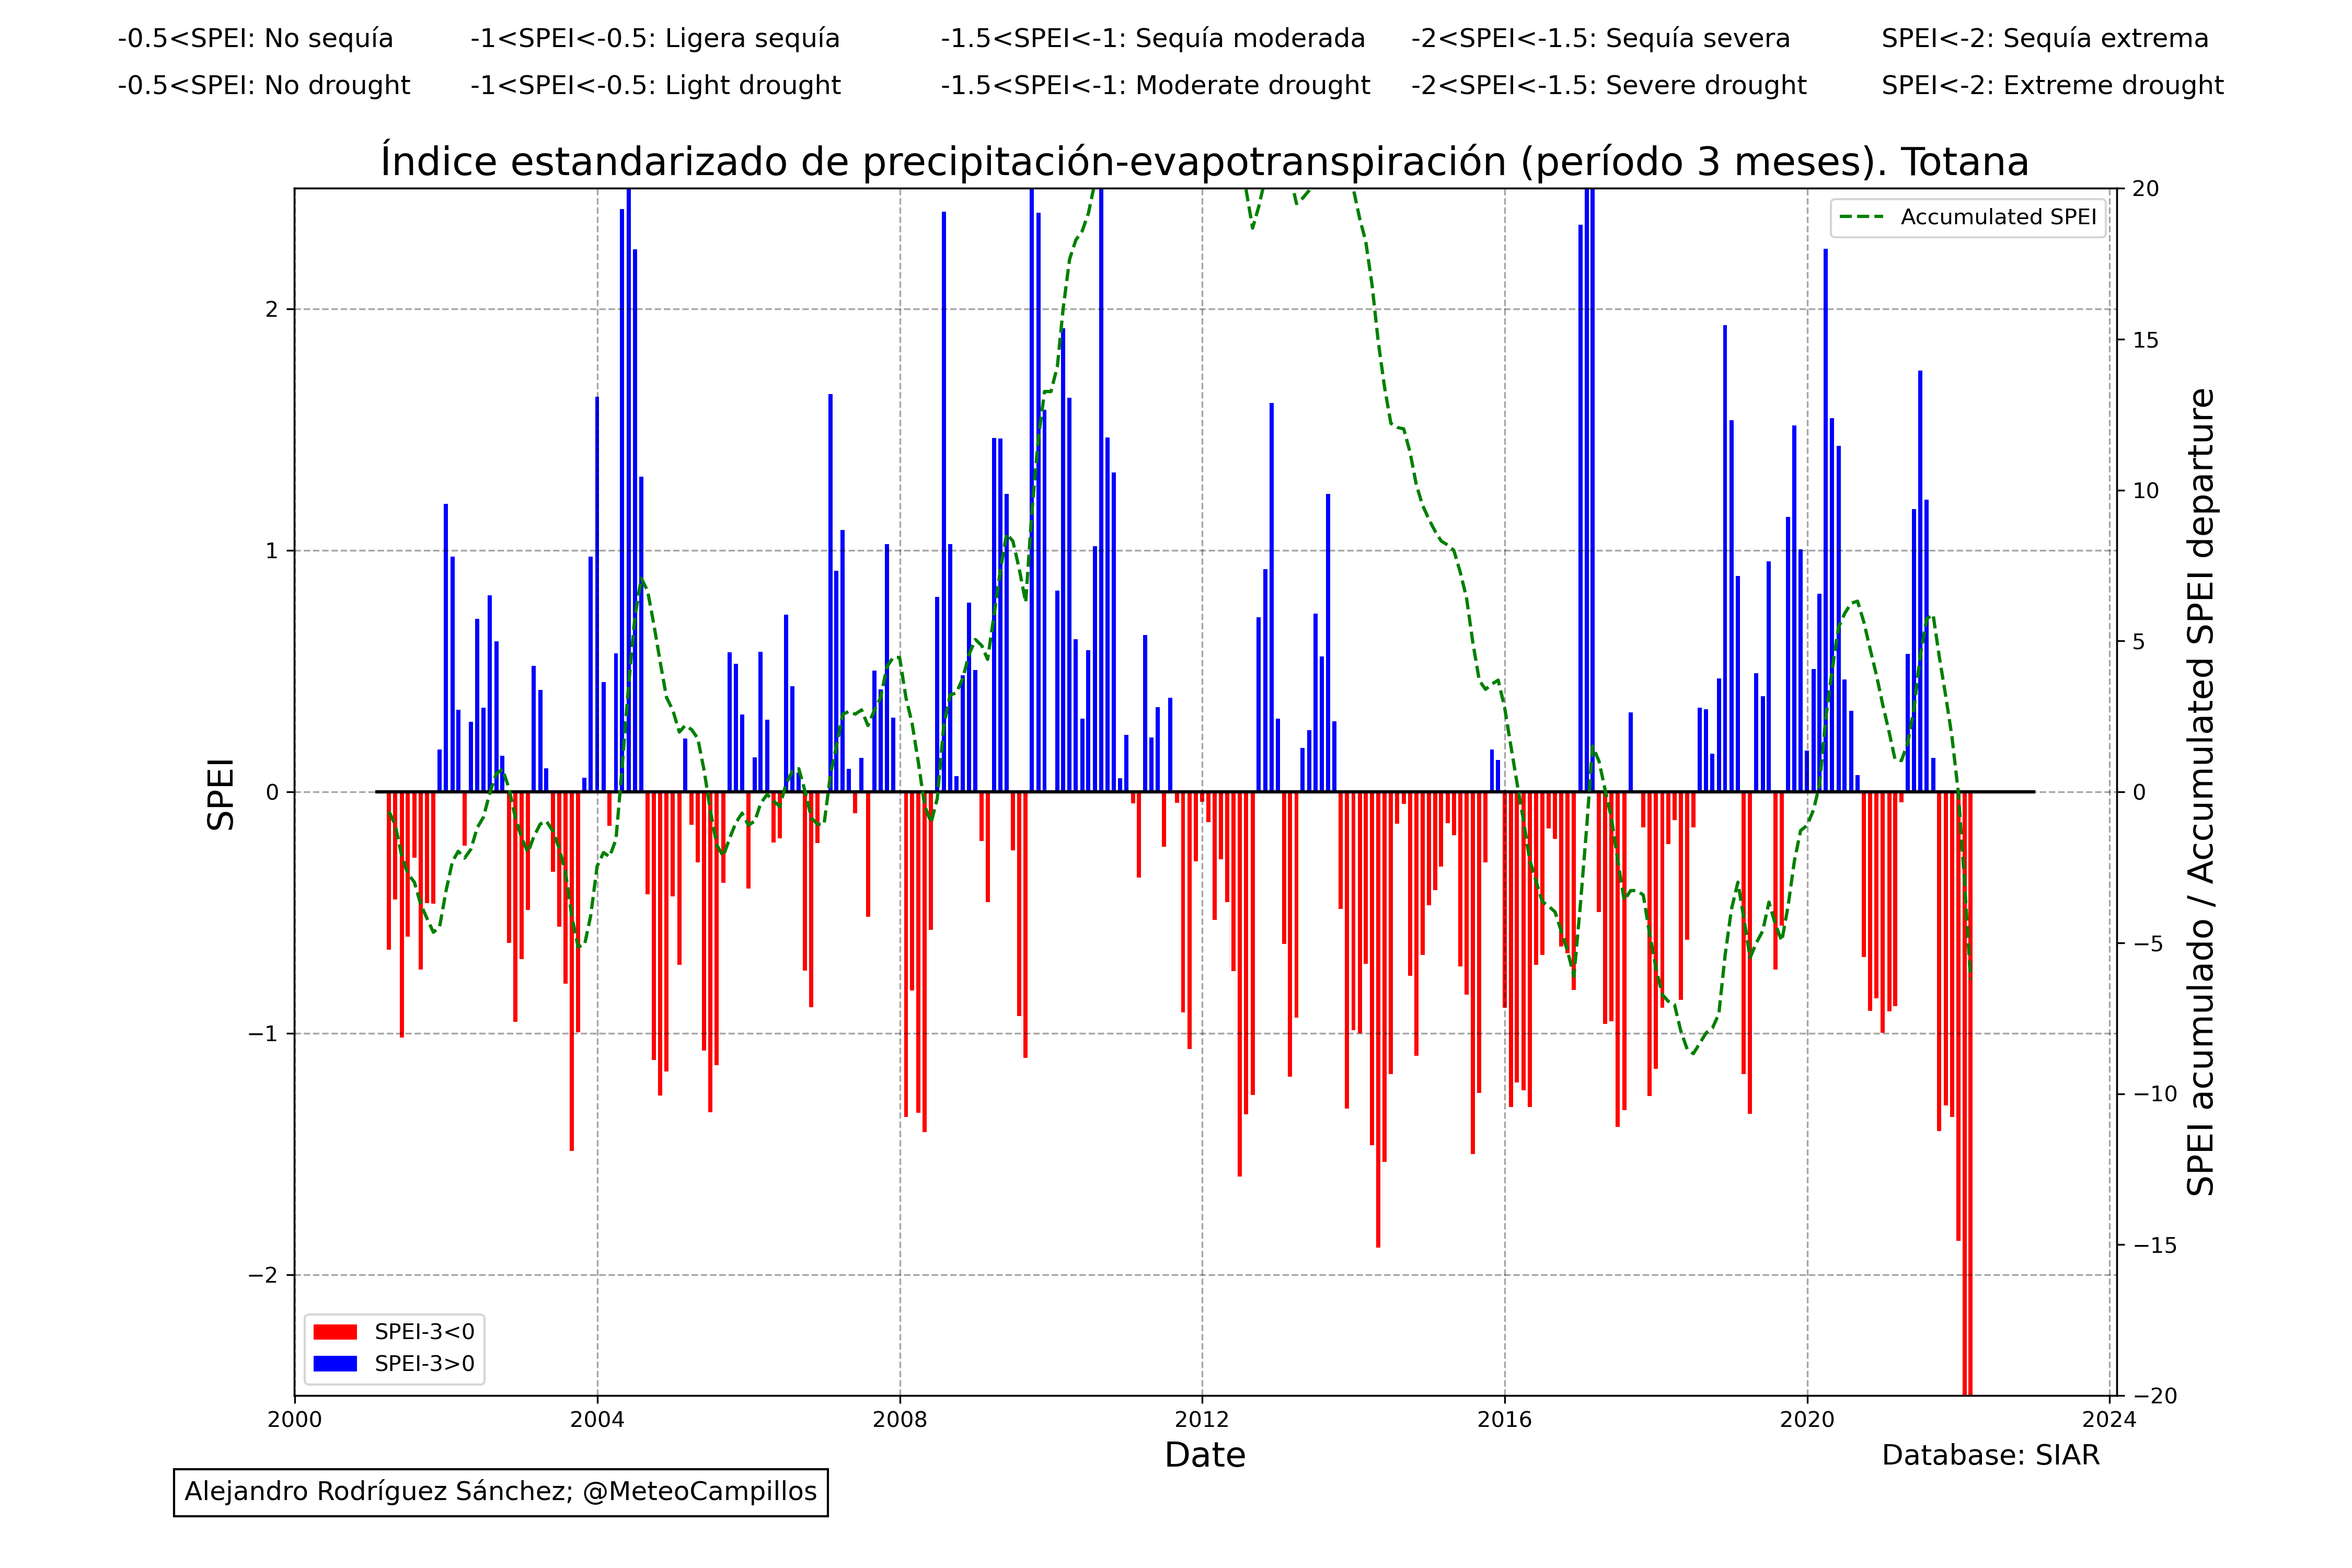 -0.5<SPEI: No sequía -1<SPEI<-0.5: Ligera sequía -1.5<SPEI<-1: Sequía moderada -2<SPEI<-1.5: Sequía severa SPEI<-2: Sequía extrema
-0.5<SPEI: No drought -1<SPEI<-0.5: Light drought -1.5<SPEI<-1: Moderate drought -2<SPEI<-1.5: Severe drought SPEI<-2: Extreme drought
Índice estandarizado de precipitación-evapotranspiración (período 3 meses). Totana
Accumulated SPEI
SPEI
2
1
0
−1
−2
20
15
10
5
0
−5
−10
−15
−20
SPEI acumulado / Accumulated SPEI departure
SPEI-3<0
SPEI-3>0
2000 2004 2008 2012 2016 2020 2024
Date
Database: SIAR
Alejandro Rodríguez Sánchez; @MeteoCampillos